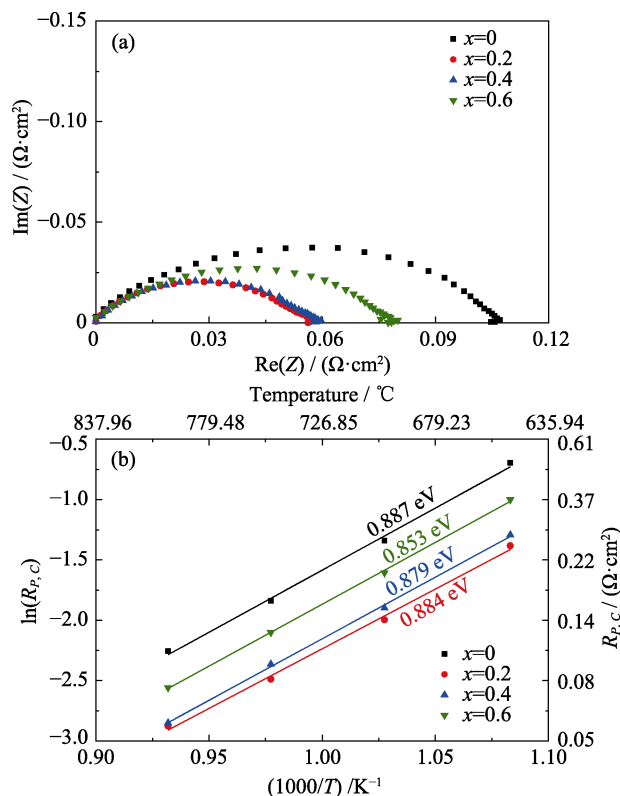 (a)
x=0
x=0.2
x=0.4
x=0.6
−0.15
−0.10
−0.05
0
Im(Z) / (Ω·cm²)
0 0.03 0.06 0.09 0.12
Re(Z) / (Ω·cm²)
Temperature / ℃
837.96 779.48 726.85 679.23 635.94
(b)
−0.5
−1.0
−1.5
−2.0
−2.5
−3.0
ln(R_{P, C})
0.887 eV
0.853 eV
0.879 eV
0.884 eV
x=0
x=0.2
x=0.4
x=0.6
0.61
0.37
0.22
0.14
0.08
0.05
R_{P, C} / (Ω·cm²)
0.90 0.95 1.00 1.05 1.10
(1000/T) /K⁻¹